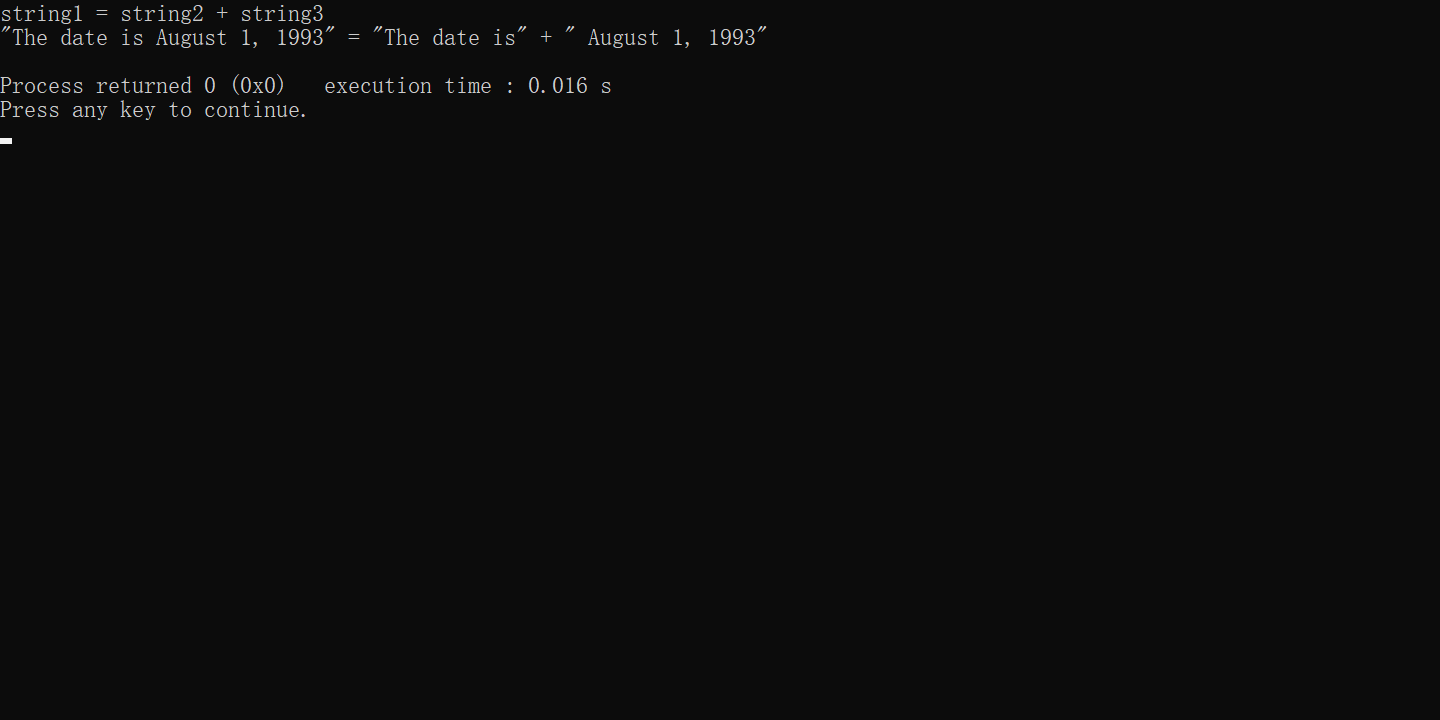 string1 = string2 + string3
"The date is August 1, 1993" = "The date is" + " August 1, 1993"
Process returned 0 (0x0)   execution time : 0.016 s
Press any key to continue.